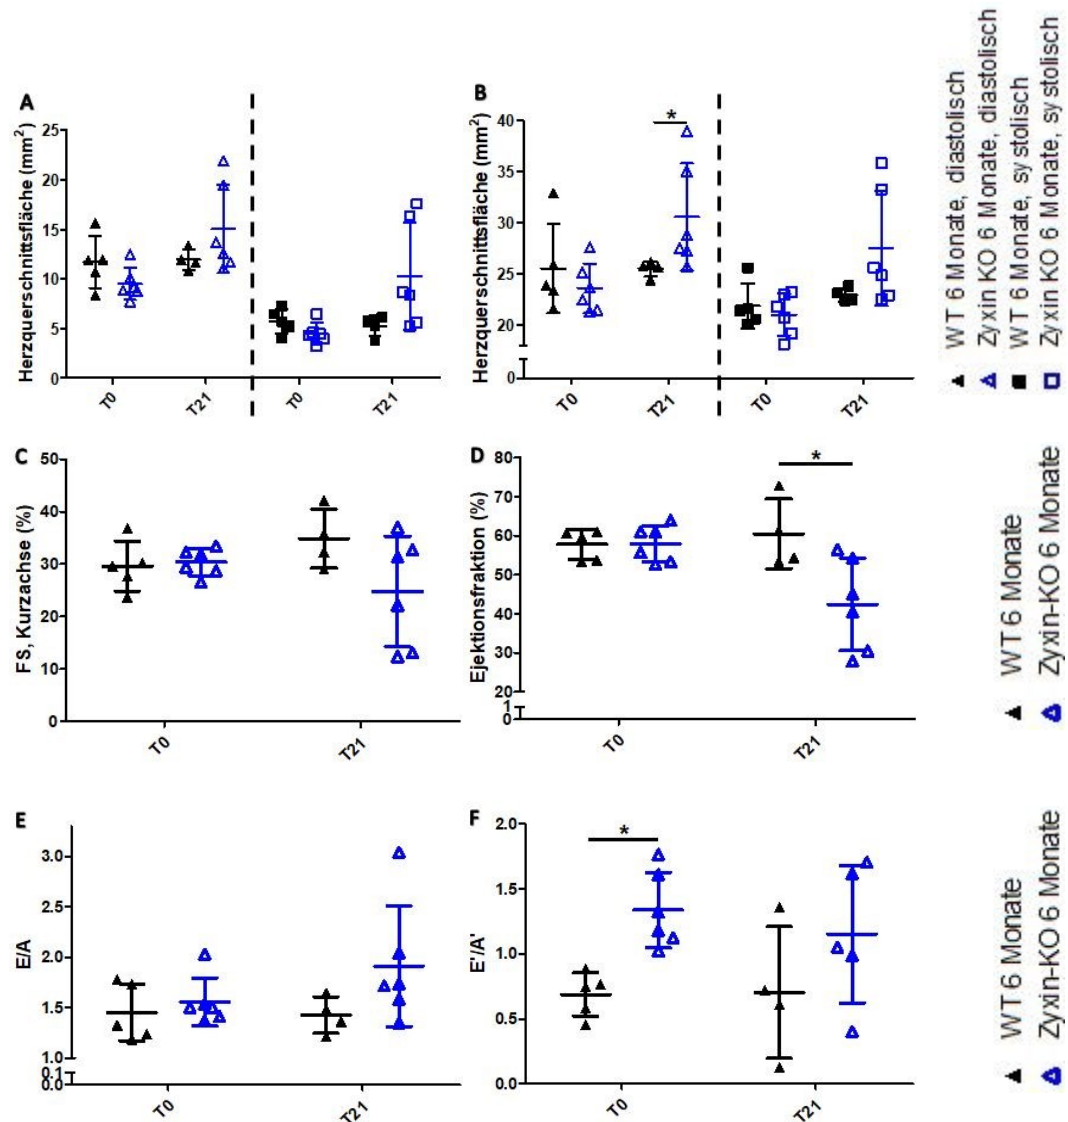 A
Herzquerschnittsfläche (mm²)
25
20
15
10
5
0
T0
T21
T0
T21
B
*
Herzquerschnittsfläche (mm²)
40
35
30
25
20
0
T0
T21
T0
T21
WT 6 Monate, diastolisch
Zyxin KO 6 Monate, diastolisch
WT 6 Monate, systolisch
Zyxin KO 6 Monate, systolisch
C
FS, Kurzachse (%)
50
40
30
20
10
0
T0
T21
D
*
Ejektionsfraktion (%)
80
70
60
50
40
30
20
1
0
T0
T21
WT 6 Monate
Zyxin-KO 6 Monate
E
E/A
3.0
2.5
2.0
1.5
1.0
0.1
0.0
T0
T21
F
*
E'/A'
2.0
1.5
1.0
0.5
0.0
T0
T21
WT 6 Monate
Zyxin-KO 6 Monate